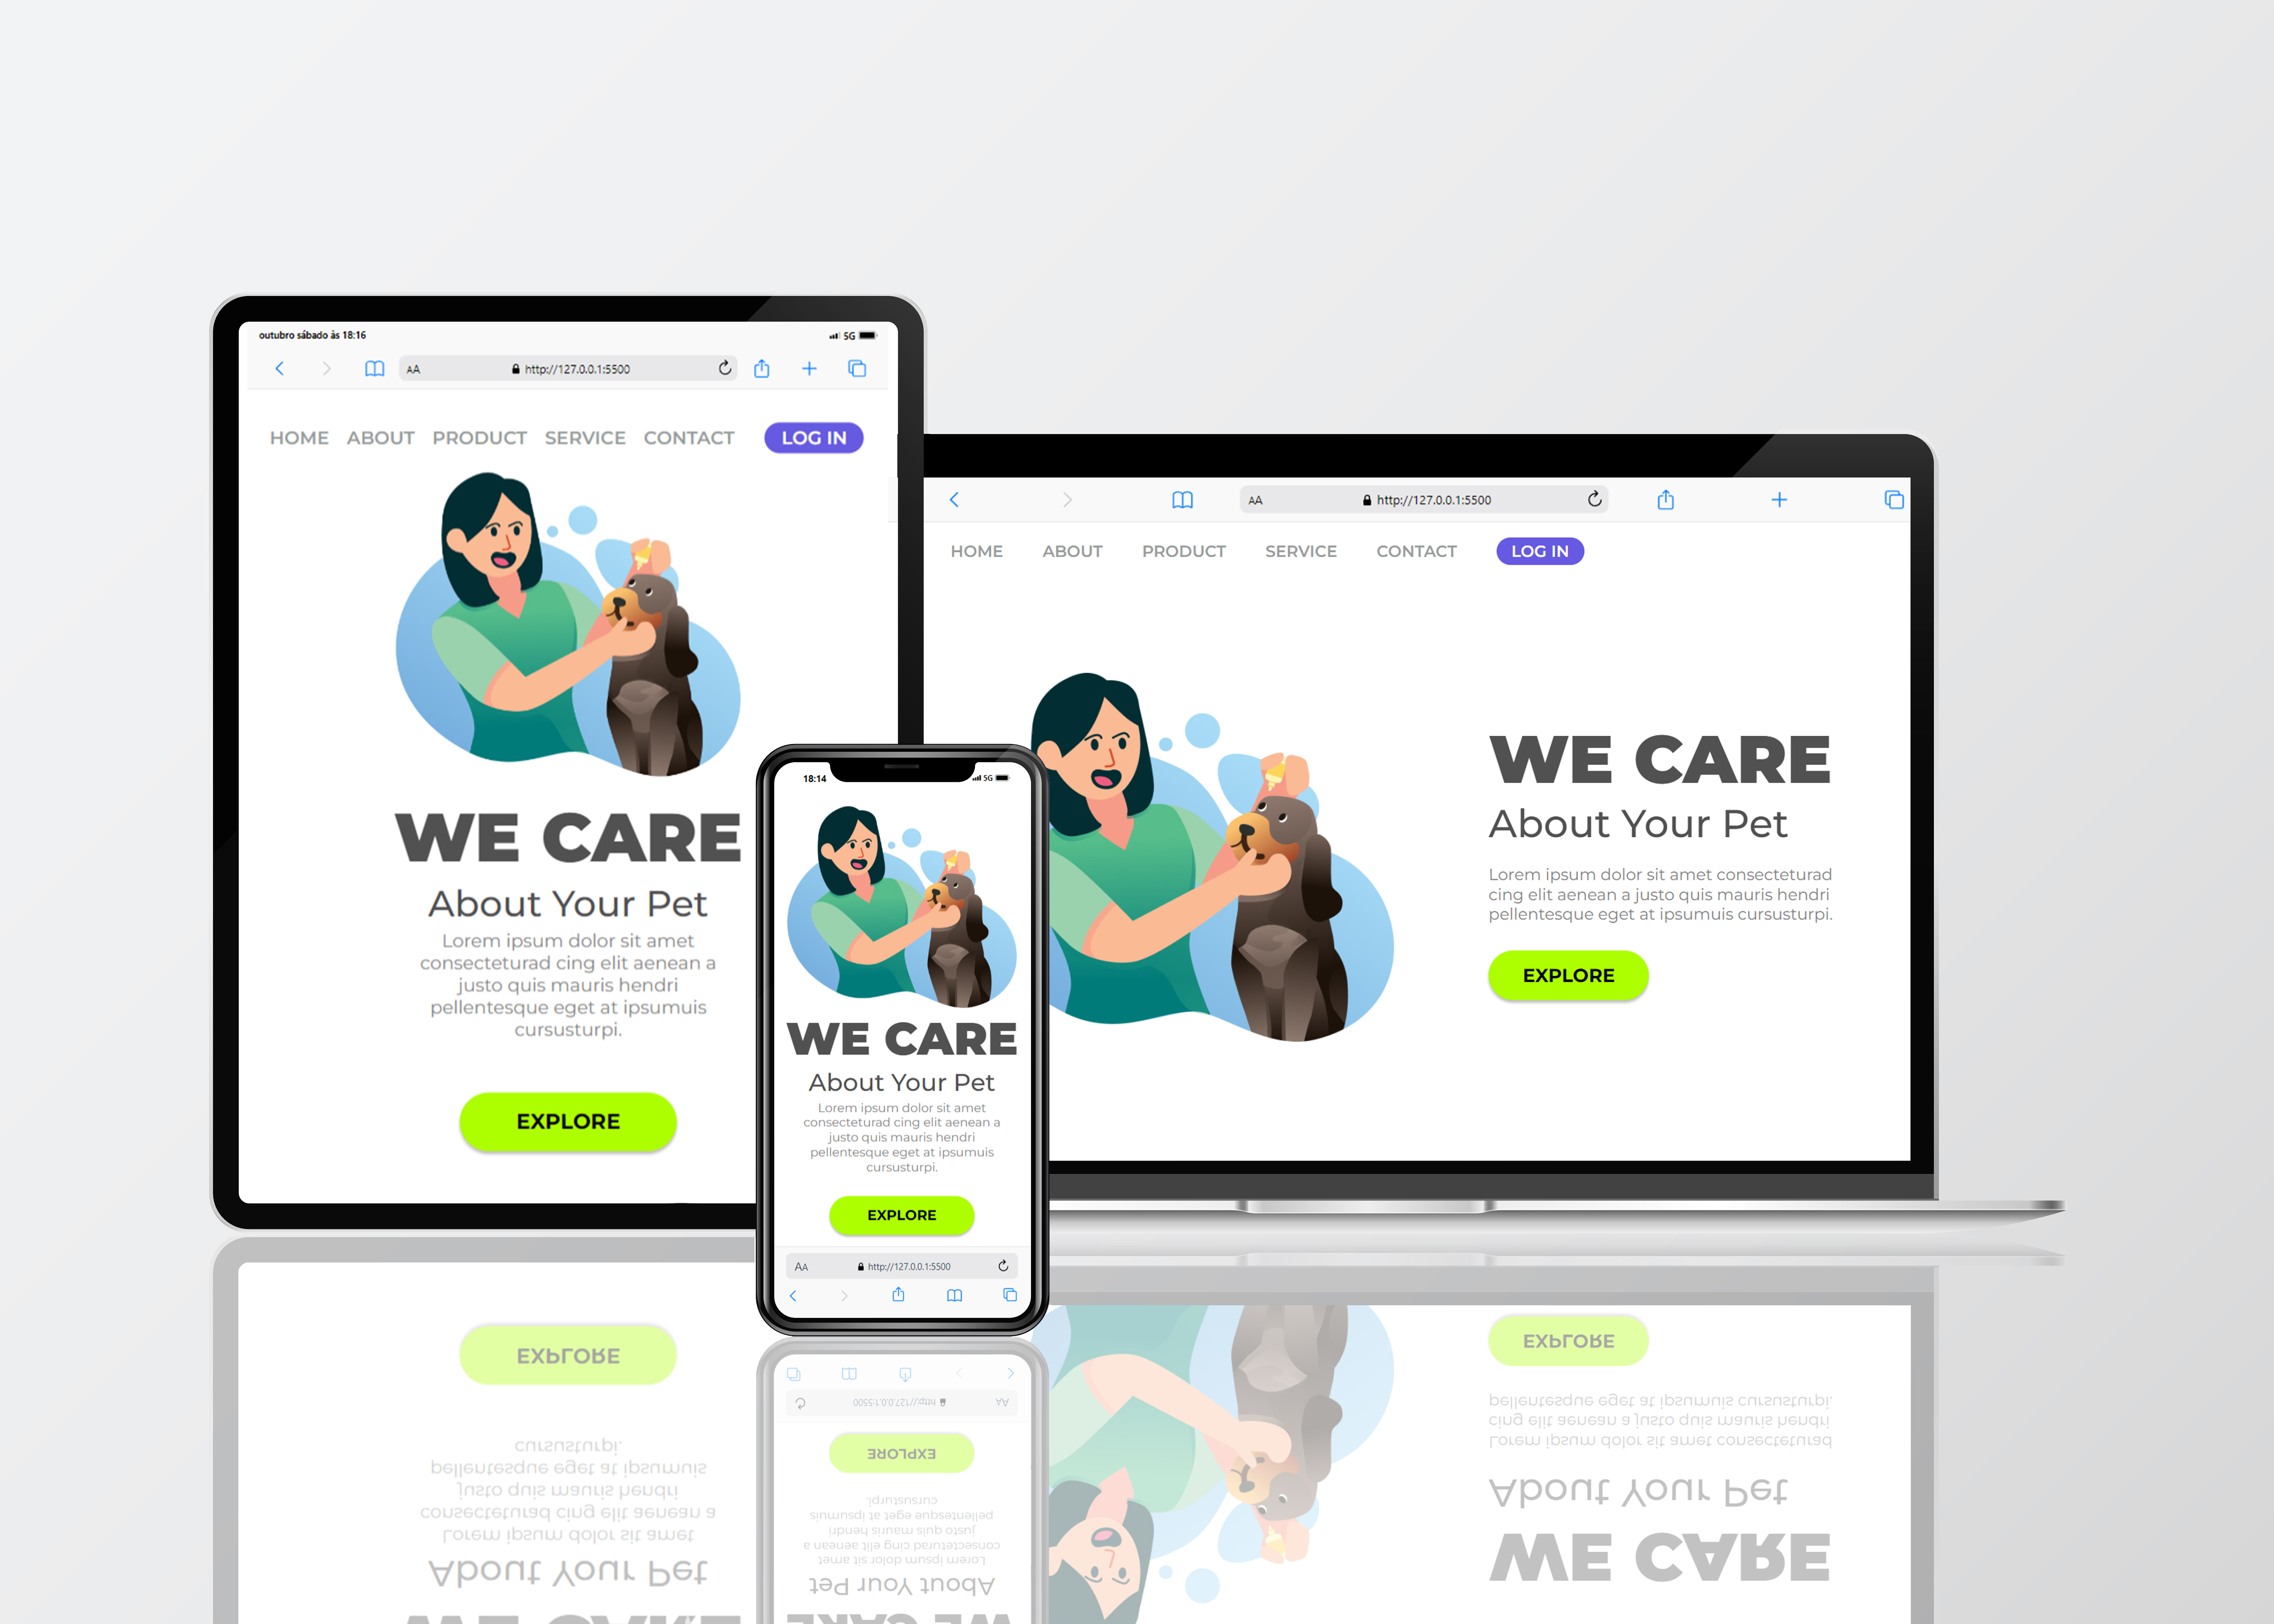 outubro sábado às 18:16
5G
AA http://127.0.0.1:5500
HOME ABOUT PRODUCT SERVICE CONTACT LOG IN
WE CARE
About Your Pet
Lorem ipsum dolor sit amet
consecteturad cing elit aenean a
justo quis mauris hendri
pellentesque eget at ipsumuis
cursusturpi.
EXPLORE
18:14 5G
WE CARE
About Your Pet
Lorem ipsum dolor sit amet
consecteturad cing elit aenean a
justo quis mauris hendri
pellentesque eget at ipsumuis
cursusturpi.
EXPLORE
AA http://127.0.0.1:5500
AA http://127.0.0.1:5500
HOME ABOUT PRODUCT SERVICE CONTACT LOG IN
WE CARE
About Your Pet
Lorem ipsum dolor sit amet consecteturad
cing elit aenean a justo quis mauris hendri
pellentesque eget at ipsumuis cursusturpi.
EXPLORE